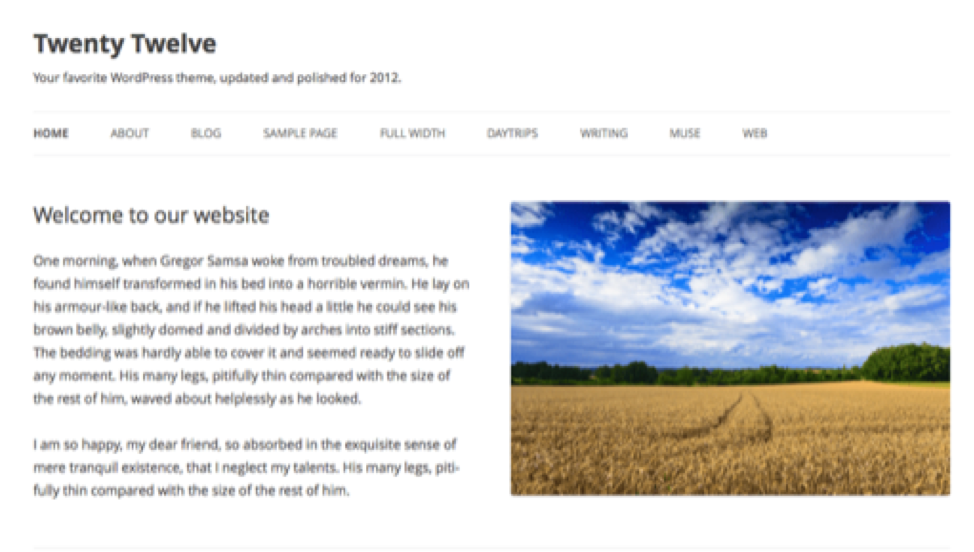 Twenty Twelve
Your favorite WordPress theme, updated and polished for 2012.
HOME ABOUT BLOG SAMPLE PAGE FULL WIDTH DAYTRIPS WRITING MUSE WEB
Welcome to our website
One morning, when Gregor Samsa woke from troubled dreams, he
found himself transformed in his bed into a horrible vermin. He lay on
his armour-like back, and if he lifted his head a little he could see his
brown belly, slightly domed and divided by arches into stiff sections.
The bedding was hardly able to cover it and seemed ready to slide off
any moment. His many legs, pitifully thin compared with the size of
the rest of him, waved about helplessly as he looked.
I am so happy, my dear friend, so absorbed in the exquisite sense of
mere tranquil existence, that I neglect my talents. His many legs, piti-
fully thin compared with the size of the rest of him.